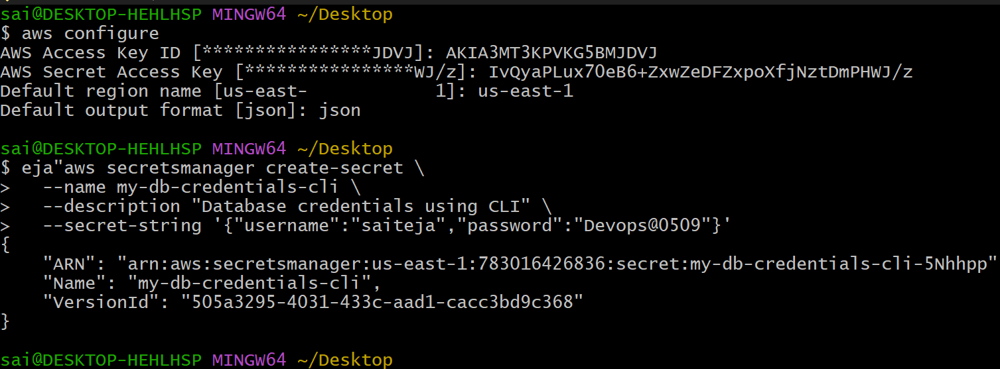 sai@DESKTOP-HEHLHSP MINGW64 ~/Desktop
$ aws configure
AWS Access Key ID [****************JDVJ]: AKIA3MT3KPVKG5BMJDVJ
AWS Secret Access Key [****************WJ/z]: 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
Default region name [us-east-            1]: us-east-1
Default output format [json]: json

sai@DESKTOP-HEHLHSP MINGW64 ~/Desktop
$ eja"aws secretsmanager create-secret \
>   --name my-db-credentials-cli \
>   --description "Database credentials using CLI" \
>   --secret-string '{"username":"saiteja","password":"Devops@0509"}'
{
    "ARN": "arn:aws:secretsmanager:us-east-1:783016426836:secret:my-db-credentials-cli-5Nhhpp"
    "Name": "my-db-credentials-cli",
    "VersionId": "505a3295-4031-433c-aad1-cacc3bd9c368"
}

sai@DESKTOP-HEHLHSP MINGW64 ~/Desktop